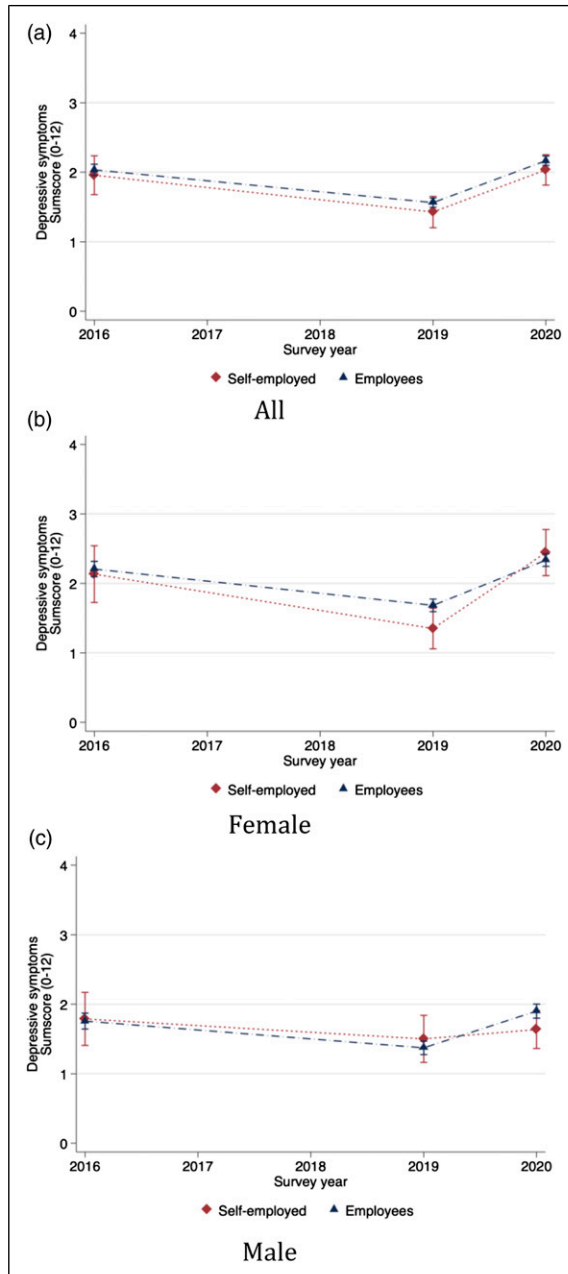 (a)
Depressive symptoms
Sumscore (0-12)
4
3
2
1
0
2016 2017 2018 2019 2020
Survey year
Self-employed Employees
All
(b)
Depressive symptoms
Sumscore (0-12)
4
3
2
1
0
2016 2017 2018 2019 2020
Survey year
Self-employed Employees
Female
(c)
Depressive symptoms
Sumscore (0-12)
4
3
2
1
0
2016 2017 2018 2019 2020
Survey year
Self-employed Employees
Male